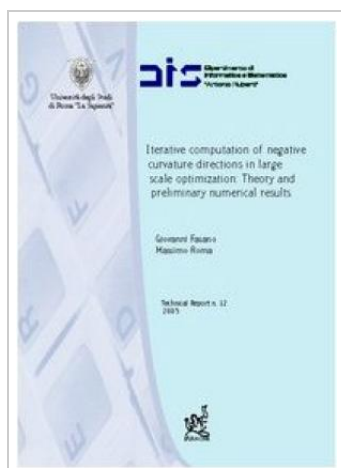 Università degli Studi
di Roma "La Sapienza"
DIS
Dipartimento di
Informatica e Sistemistica
"Antonio Ruberti"
Iterative computation of negative
curvature directions in large
scale optimization: Theory and
preliminary numerical results
Giovanni Fasano
Massimo Roma
Technical Report n. 12
2005